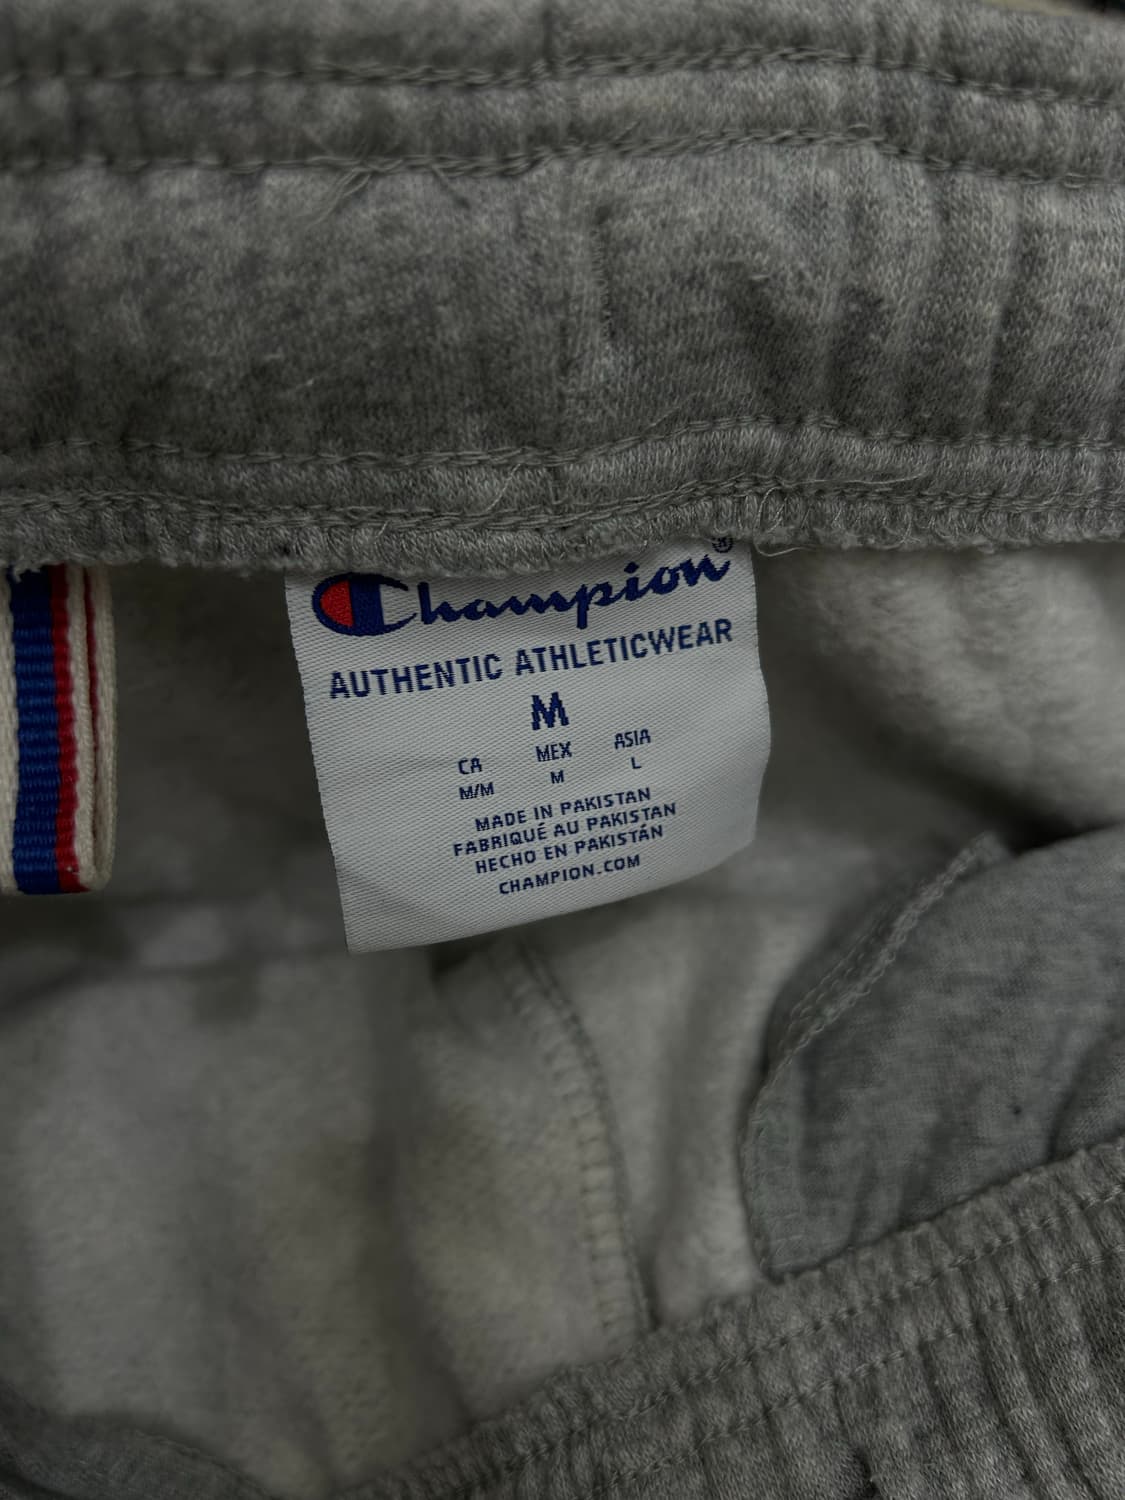 Champion®
AUTHENTIC ATHLETICWEAR
M
CA MEX ASIA
M/M M L
MADE IN PAKISTAN
FABRIQUÉ AU PAKISTAN
HECHO EN PAKISTÁN
CHAMPION.COM